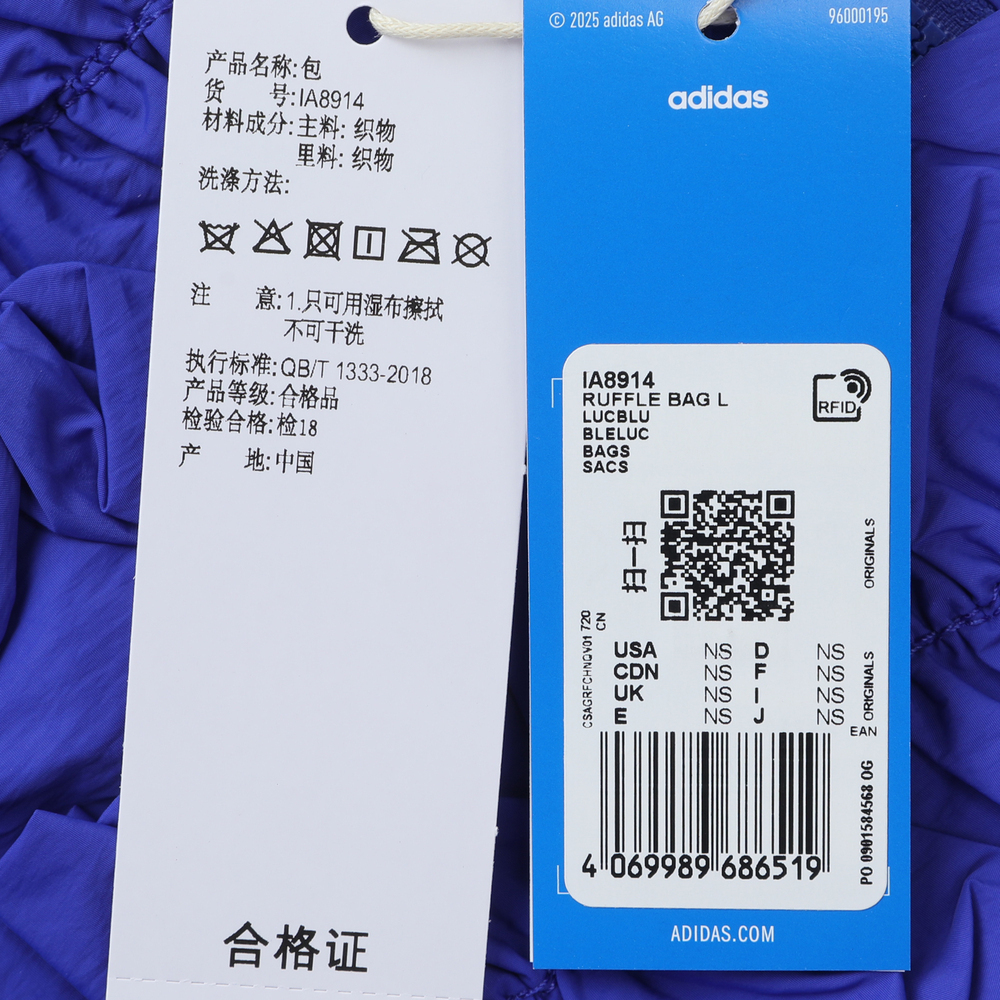 产品名称:包
货 号:IA8914
材料成分:主料: 织物
里料: 织物
洗涤方法:
注 意:1.只可用湿布擦拭
不可干洗
执行标准:QB/T 1333-2018
产品等级:合格品
检验合格:检18
产 地:中国
合格证
© 2025 adidas AG 96000195
adidas
IA8914
RUFFLE BAG L
LUCBLU
BLELUC
BAGS
SACS
RFID
扫一扫
ORIGINALS
CSAGRFCHNQV01 720
CN
USA NS D NS
CDN NS F NS
UK NS I NS
E NS J NS
ORIGINALS
EAN
4 069989 686519
PO 0901584568 OG
ADIDAS.COM